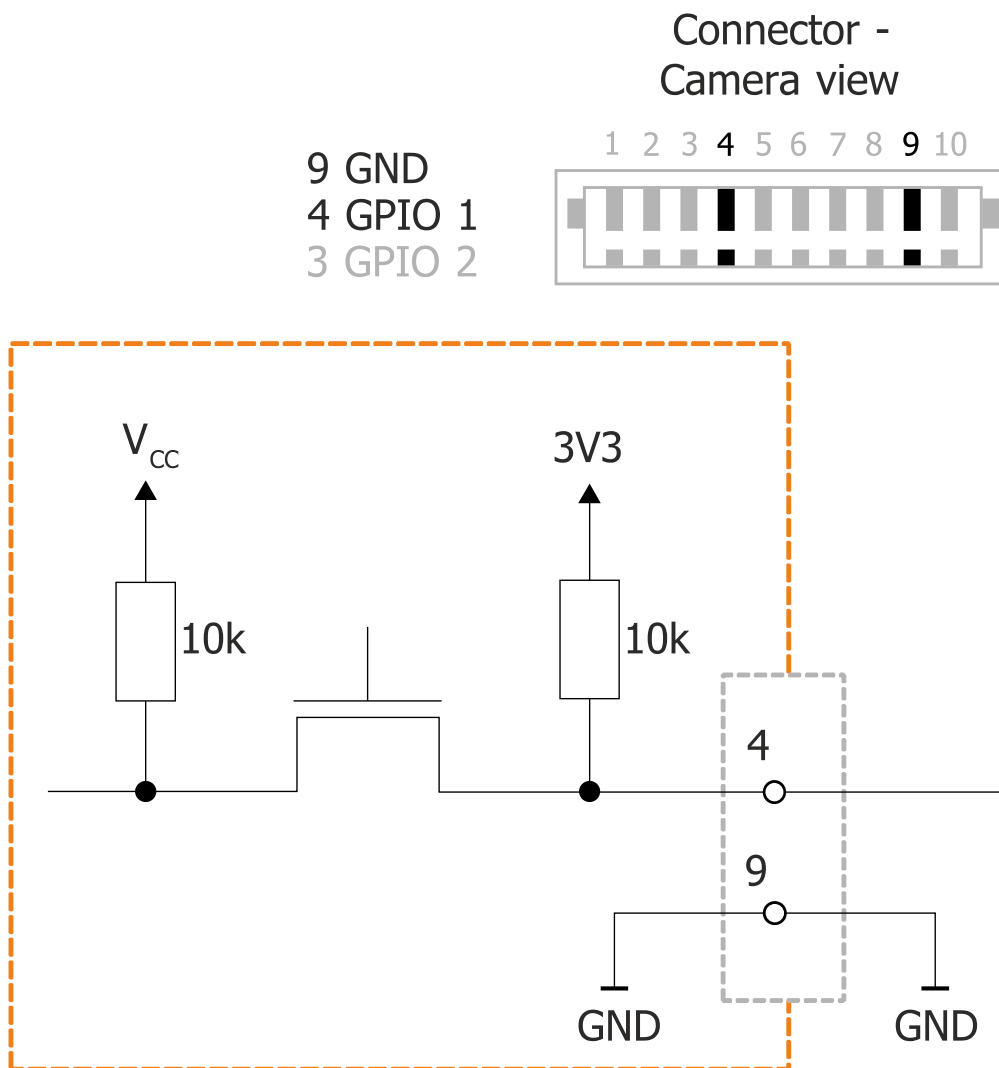 Connector -
Camera view
1 2 3 4 5 6 7 8 9 10
9 GND
4 GPIO 1
3 GPIO 2
VCC
3V3
10k
10k
4
9
GND
GND